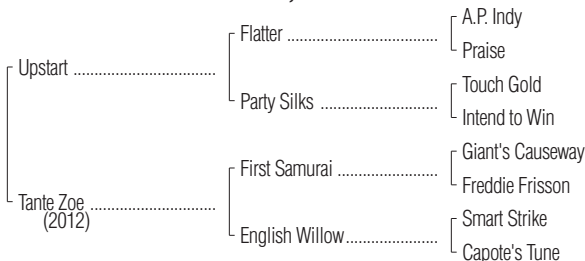 A.P. Indy
Flatter ........................................
Praise
Upstart ......................................
Touch Gold
Party Silks ...................................
Intend to Win
Giant's Causeway
First Samurai ...........................
Freddie Frisson
Tante Zoe ..................................
(2012)
Smart Strike
English Willow.........................
Capote's Tune